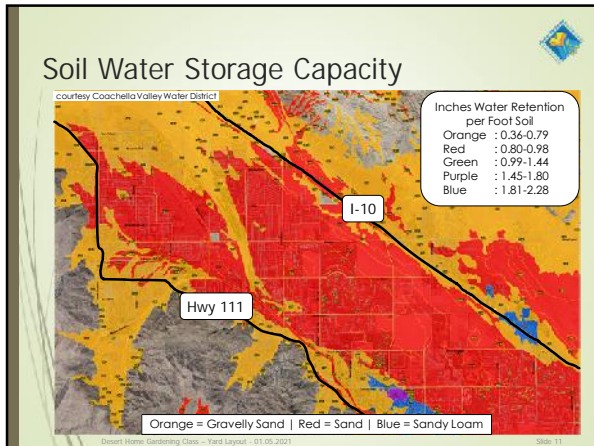 Soil Water Storage Capacity
courtesy Coachella Valley Water District
Inches Water Retention
per Foot Soil
Orange : 0.36-0.79
Red : 0.80-0.98
Green : 0.99-1.44
Purple : 1.45-1.80
Blue : 1.81-2.28
I-10
Hwy 111
Orange = Gravelly Sand | Red = Sand | Blue = Sandy Loam
Desert Home Gardening Class – Yard Layout - 01.05.2021
Slide 11